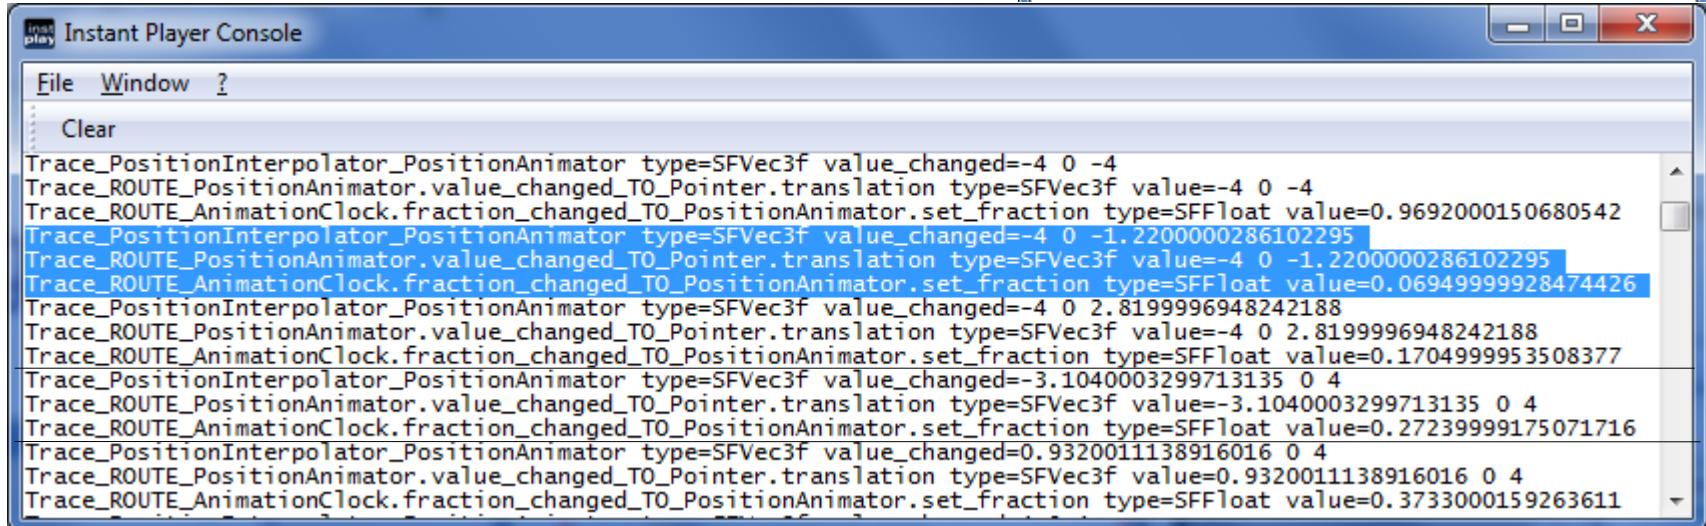 inst play Instant Player Console
File Window ?
Clear
Trace_PositionInterpolator_PositionAnimator type=SFVec3f value_changed=-4 0 -4
Trace_ROUTE_PositionAnimator.value_changed_TO_Pointer.translation type=SFVec3f value=-4 0 -4
Trace_ROUTE_AnimationClock.fraction_changed_TO_PositionAnimator.set_fraction type=SFFloat value=0.9692000150680542
Trace_PositionInterpolator_PositionAnimator type=SFVec3f value_changed=-4 0 -1.2200000286102295
Trace_ROUTE_PositionAnimator.value_changed_TO_Pointer.translation type=SFVec3f value=-4 0 -1.2200000286102295
Trace_ROUTE_AnimationClock.fraction_changed_TO_PositionAnimator.set_fraction type=SFFloat value=0.06949999928474426
Trace_PositionInterpolator_PositionAnimator type=SFVec3f value_changed=-4 0 2.8199996948242188
Trace_ROUTE_PositionAnimator.value_changed_TO_Pointer.translation type=SFVec3f value=-4 0 2.8199996948242188
Trace_ROUTE_AnimationClock.fraction_changed_TO_PositionAnimator.set_fraction type=SFFloat value=0.1704999953508377
Trace_PositionInterpolator_PositionAnimator type=SFVec3f value_changed=-3.1040003299713135 0 4
Trace_ROUTE_PositionAnimator.value_changed_TO_Pointer.translation type=SFVec3f value=-3.1040003299713135 0 4
Trace_ROUTE_AnimationClock.fraction_changed_TO_PositionAnimator.set_fraction type=SFFloat value=0.27239999175071716
Trace_PositionInterpolator_PositionAnimator type=SFVec3f value_changed=0.9320011138916016 0 4
Trace_ROUTE_PositionAnimator.value_changed_TO_Pointer.translation type=SFVec3f value=0.9320011138916016 0 4
Trace_ROUTE_AnimationClock.fraction_changed_TO_PositionAnimator.set_fraction type=SFFloat value=0.3733000159263611